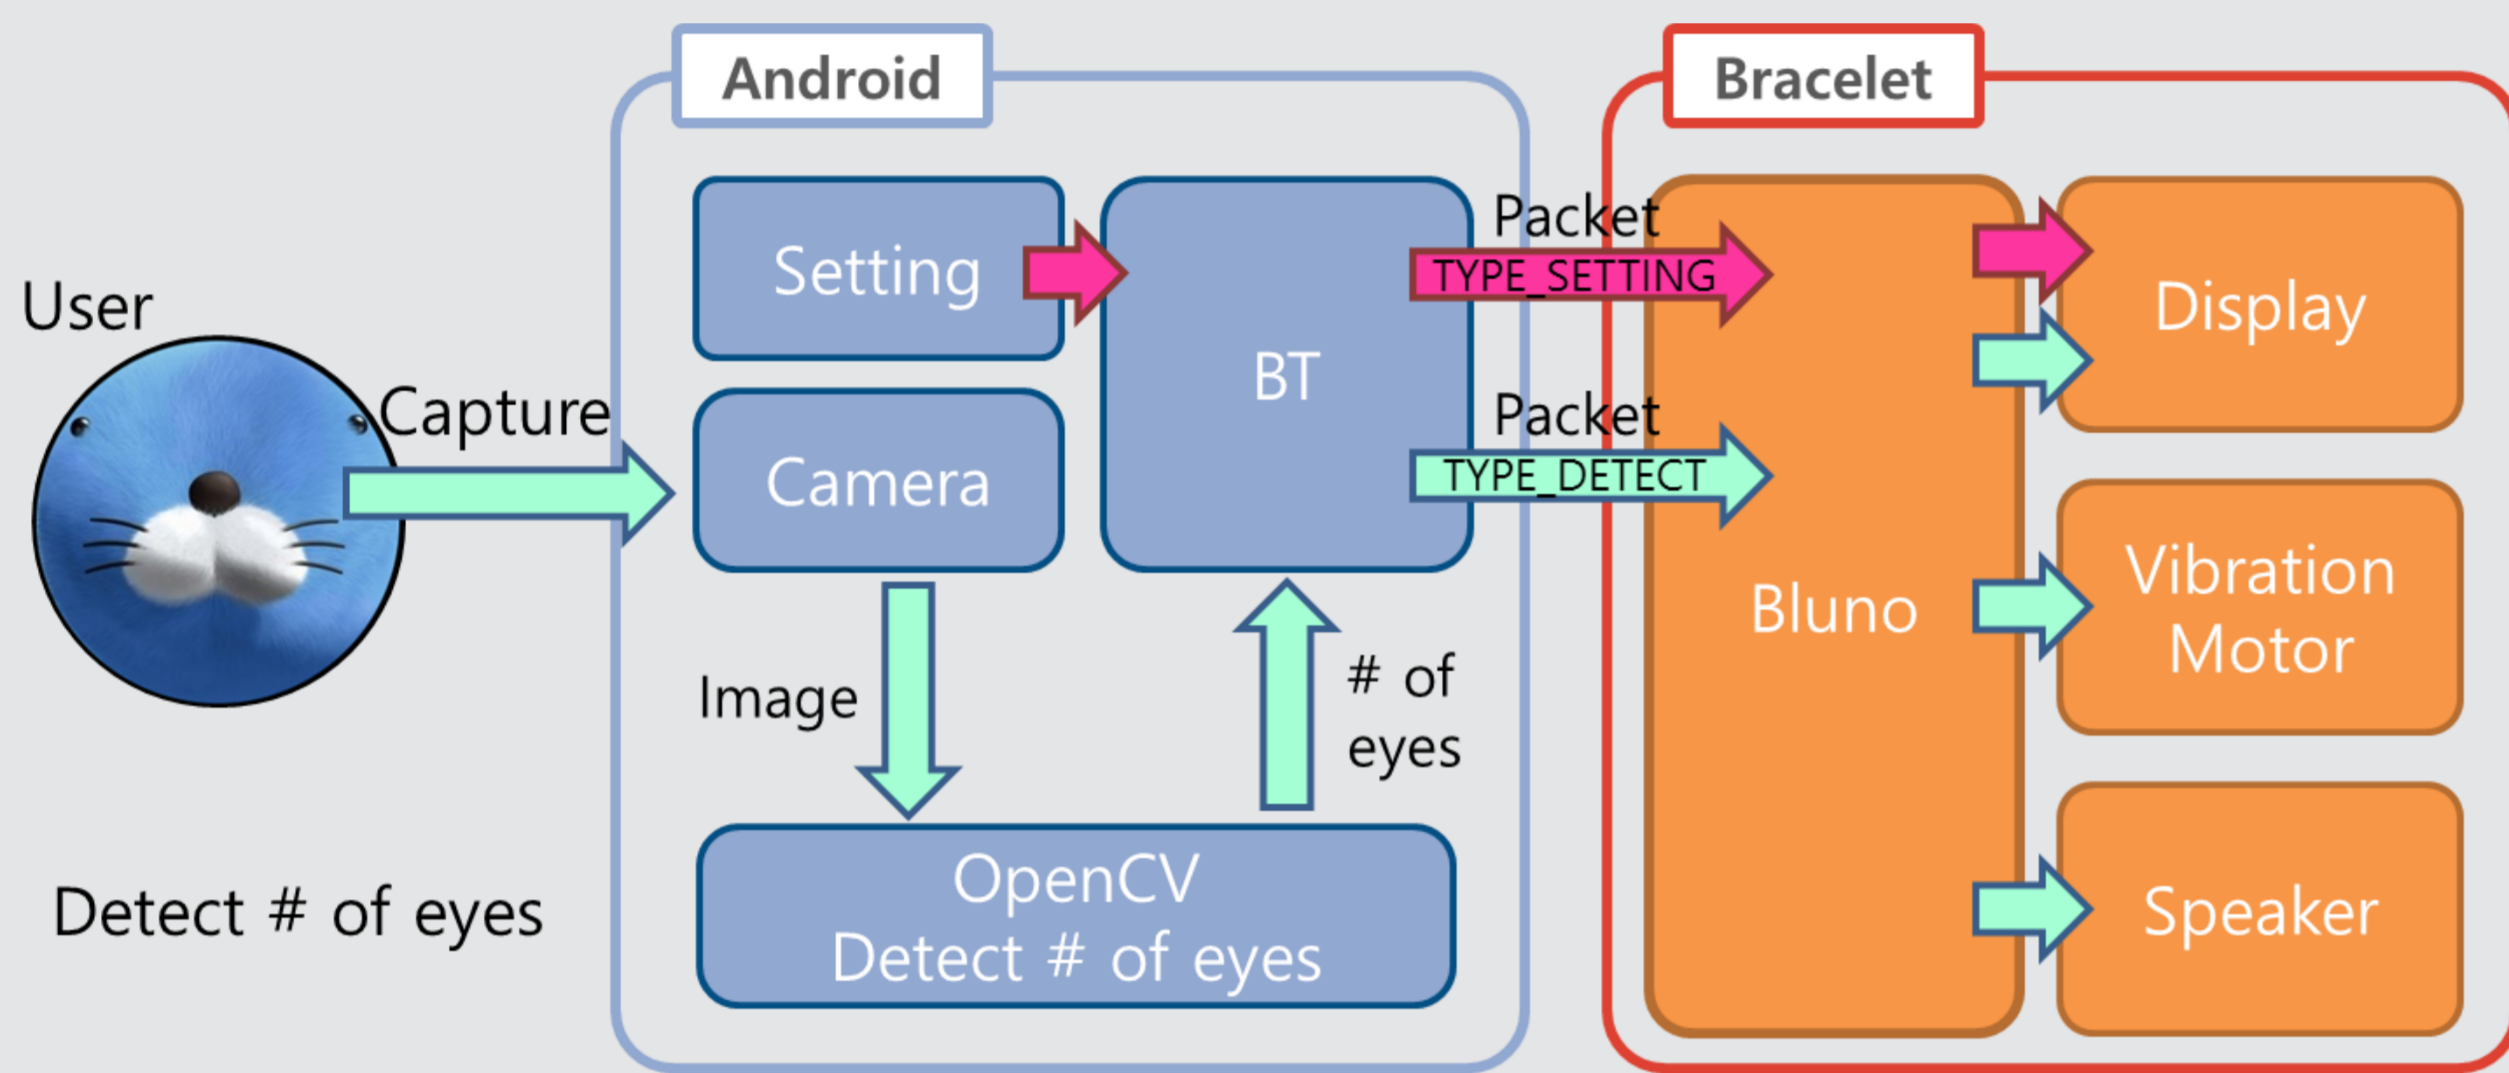 Android
Bracelet
User
Capture
Setting
Camera
BT
Packet
TYPE_SETTING
Packet
TYPE_DETECT
Image
# of
eyes
OpenCV
Detect # of eyes
Detect # of eyes
Bluno
Display
Vibration
Motor
Speaker